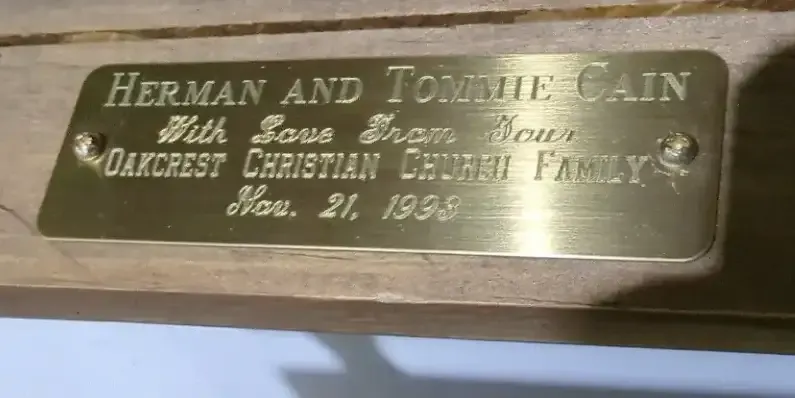 HERMAN AND TOMMIE CAIN
With Love From Your
OAKCREST CHRISTIAN CHURCH FAMILY
Nov. 21, 1993